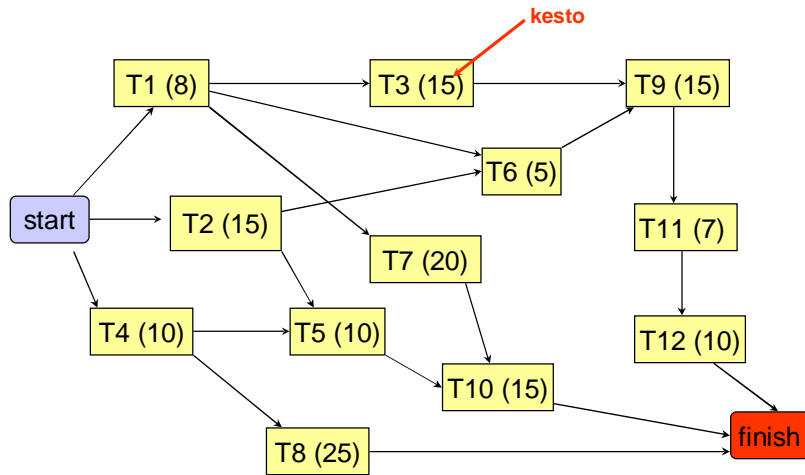 kesto
T1 (8)
T3 (15)
T9 (15)
T6 (5)
start
T2 (15)
T11 (7)
T7 (20)
T4 (10)
T5 (10)
T12 (10)
T10 (15)
finish
T8 (25)